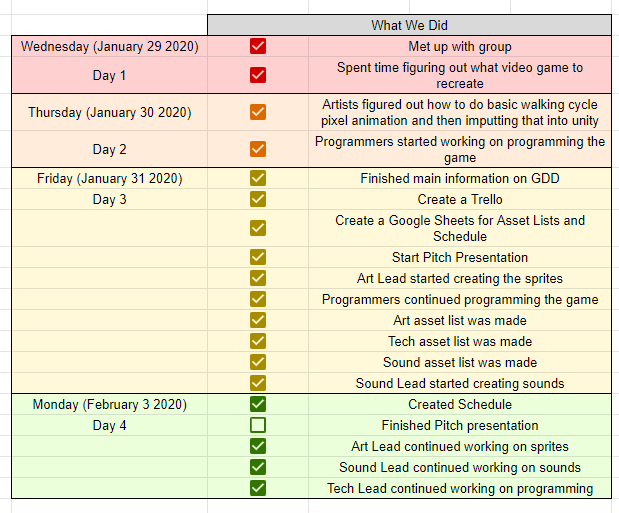 What We Did
Wednesday (January 29 2020)
Met up with group
Day 1
Spent time figuring out what video game to
recreate
Thursday (January 30 2020)
Artists figured out how to do basic walking cycle
pixel animation and then imputting that into unity
Day 2
Programmers started working on programming the
game
Friday (January 31 2020)
Finished main information on GDD
Day 3
Create a Trello
Create a Google Sheets for Asset Lists and
Schedule
Start Pitch Presentation
Art Lead started creating the sprites
Programmers continued programming the game
Art asset list was made
Tech asset list was made
Sound asset list was made
Sound Lead started creating sounds
Monday (February 3 2020)
Created Schedule
Day 4
Finished Pitch presentation
Art Lead continued working on sprites
Sound Lead continued working on sounds
Tech Lead continued working on programming